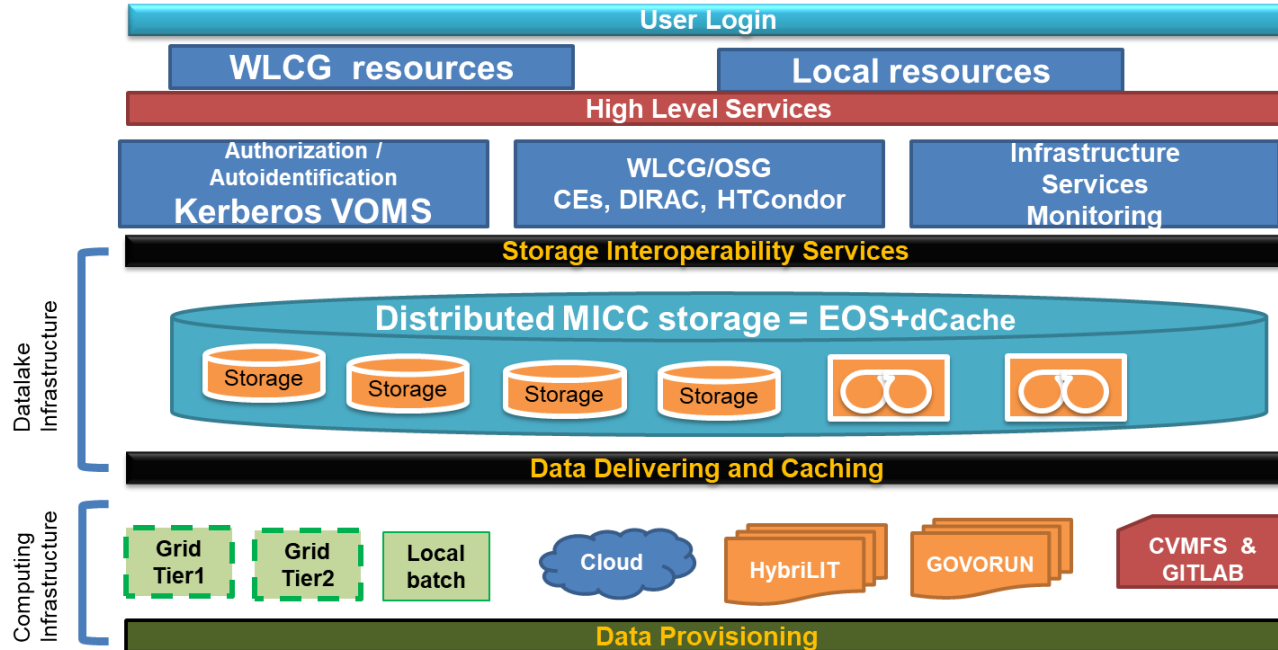 User Login
WLCG resources
Local resources
High Level Services
Authorization /
Autoidentification
Kerberos VOMS
WLCG/OSG
CEs, DIRAC, HTCondor
Infrastructure
Services
Monitoring
Storage Interoperability Services
Datalake
Infrastructure
Distributed MICC storage = EOS+dCache
Storage
Storage
Storage
Storage
Data Delivering and Caching
Computing
Infrastructure
Grid
Tier1
Grid
Tier2
Local
batch
Cloud
HybriLIT
GOVORUN
CVMFS &
GITLAB
Data Provisioning